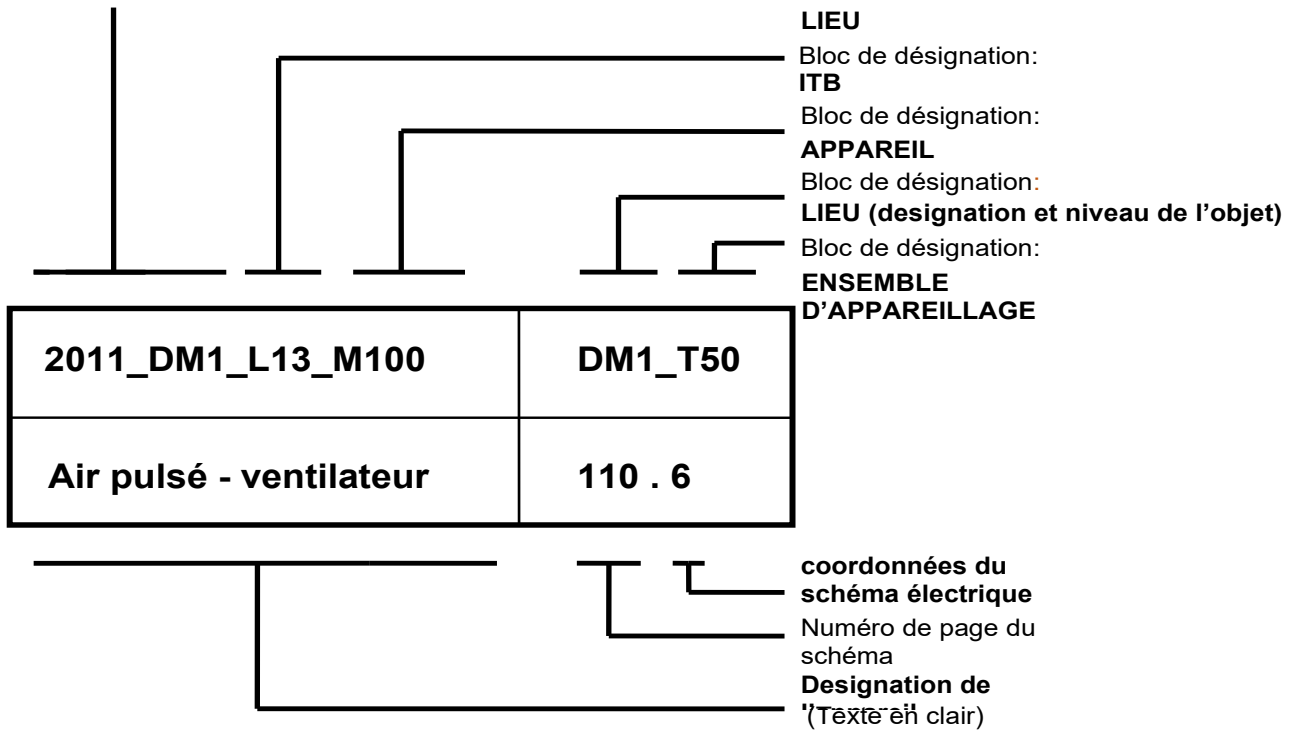 LIEU
Bloc de désignation:
ITB
Bloc de désignation:
APPAREIL
Bloc de désignation:
LIEU (designation et niveau de l’objet)
Bloc de désignation:
ENSEMBLE
D’APPAREILLAGE
2011_DM1_L13_M100 DM1_T50
Air pulsé - ventilateur 110 . 6
coordonnées du
schéma électrique
Numéro de page du
schéma
Designation de
(Texte en clair)